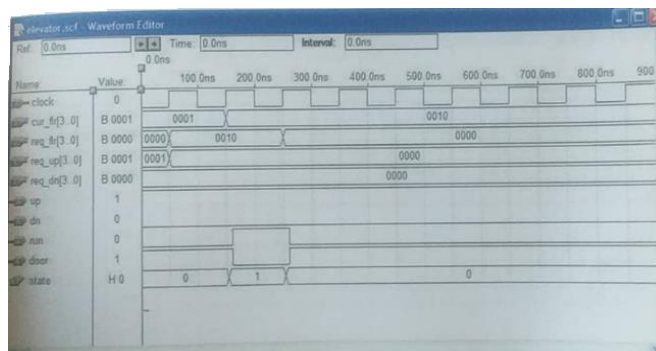 elevator.scf - Waveform Editor
Ref: 0.0ns Time: 0.0ns Interval: 0.0ns
0.0ns
Name: Value: 100.0ns 200.0ns 300.0ns 400.0ns 500.0ns 600.0ns 700.0ns 800.0ns 900
clock 0
cur_flr[3..0] B 0001 0001 0010
req_flr[3..0] B 0000 0000 0010 0000
req_up[3..0] B 0001 0001 0000
req_dn[3..0] B 0000 0000
up 1
dn 0
run 0
door 1
state H 0 0 1 0